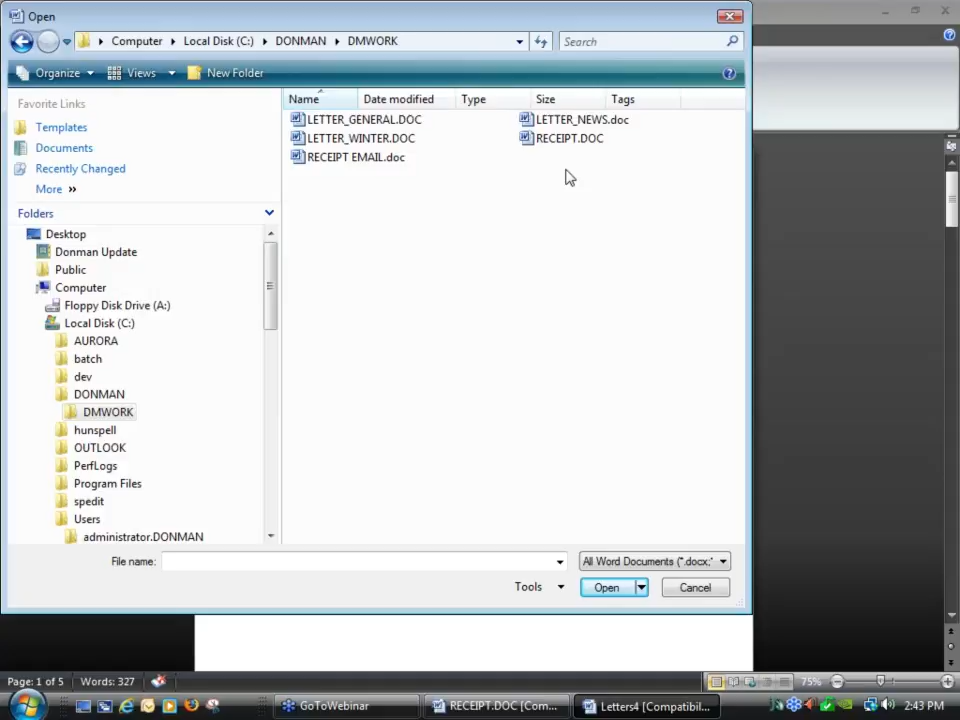 Open
Computer Local Disk (C:) DONMAN DMWORK
Search
Organize Views New Folder
Favorite Links
Templates
Documents
Recently Changed
More »
Folders
Desktop
Donman Update
Public
Computer
Floppy Disk Drive (A:)
Local Disk (C:)
AURORA
batch
dev
DONMAN
DMWORK
hunspell
OUTLOOK
PerfLogs
Program Files
spedit
Users
administrator.DONMAN
Name Date modified Type Size Tags
LETTER_GENERAL.DOC LETTER_NEWS.doc
LETTER_WINTER.DOC RECEIPT.DOC
RECEIPT EMAIL.doc
File name: All Word Documents (*.docx;*
Tools Open Cancel
Page: 1 of 5 Words: 327 75%
GoToWebinar RECEIPT.DOC [Com... Letters4 [Compatibil... 2:43 PM